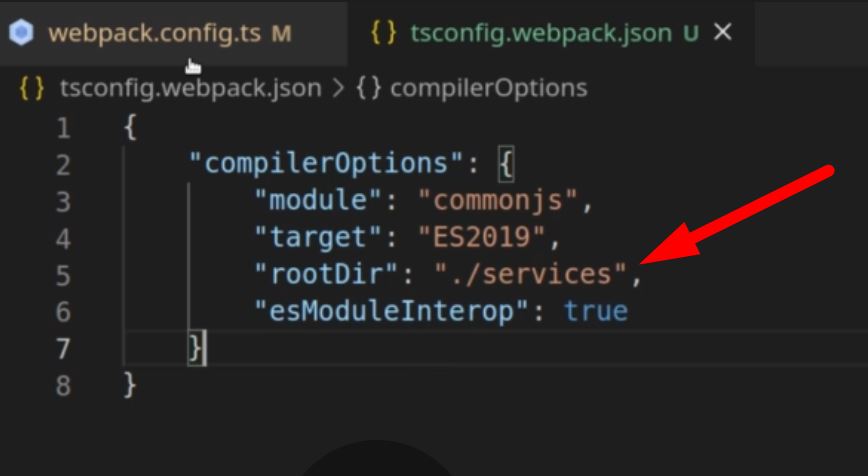 webpack.config.ts M
{} tsconfig.webpack.json U
{} tsconfig.webpack.json > {} compilerOptions
1 {
2 "compilerOptions": {
3 "module": "commonjs",
4 "target": "ES2019",
5 "rootDir": "./services",
6 "esModuleInterop": true
7 }
8 }